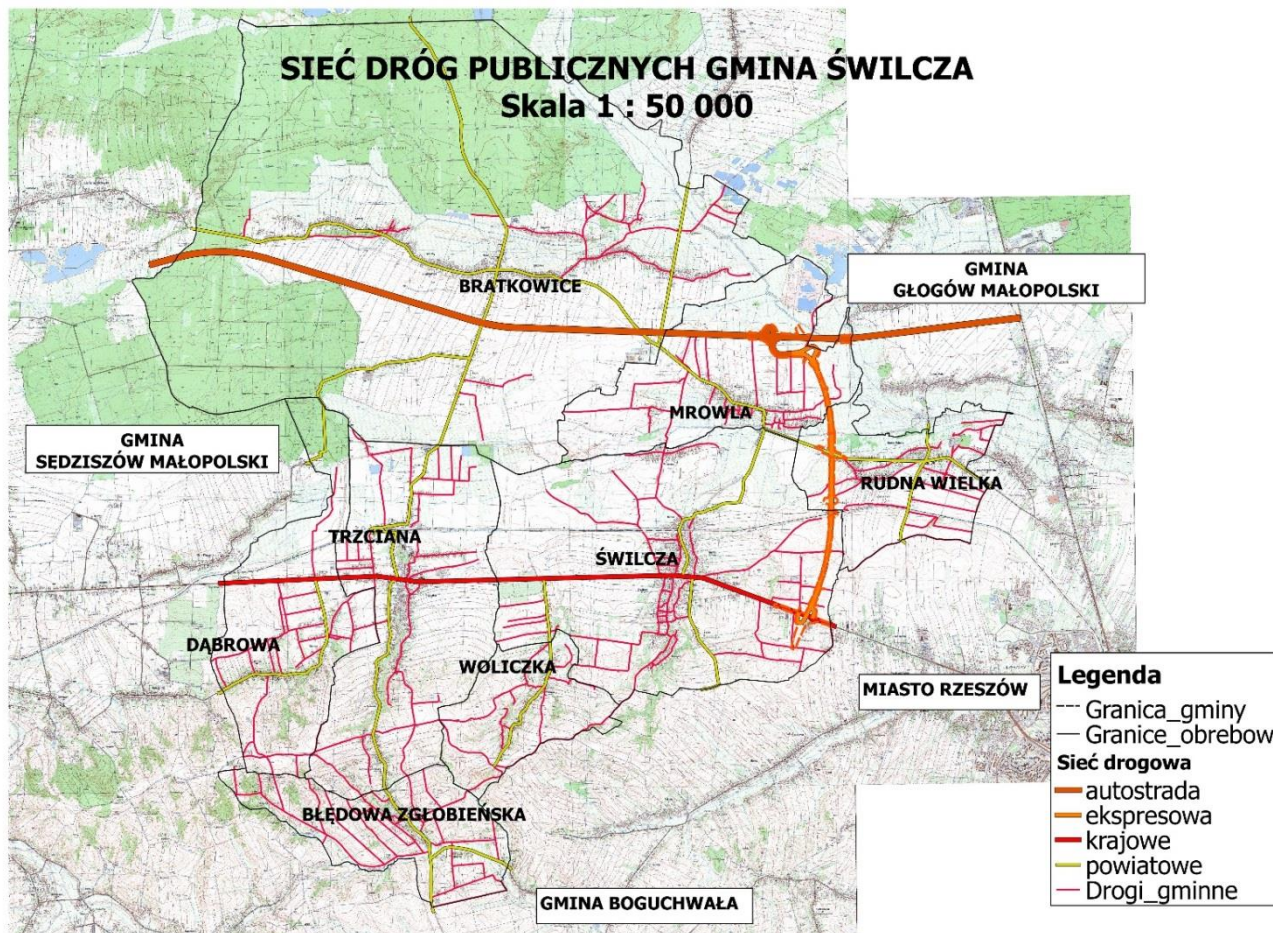 SIEĆ DRÓG PUBLICZNYCH GMINA ŚWILCZA
Skala 1 : 50 000
BRATKOWICE
GMINA
GŁOGÓW MAŁOPOLSKI
MROWLA
GMINA
SĘDZISZÓW MAŁOPOLSKI
RUDNA WIELKA
TRZCIANA
ŚWILCZA
DĄBROWA
WOLICZKA
MIASTO RZESZÓW
BŁĘDOWA ZGŁOBIEŃSKA
GMINA BOGUCHWAŁA
Legenda
Granica_gminy
Granice_obrebow
Sieć drogowa
autostrada
ekspresowa
krajowe
powiatowe
Drogi_gminne